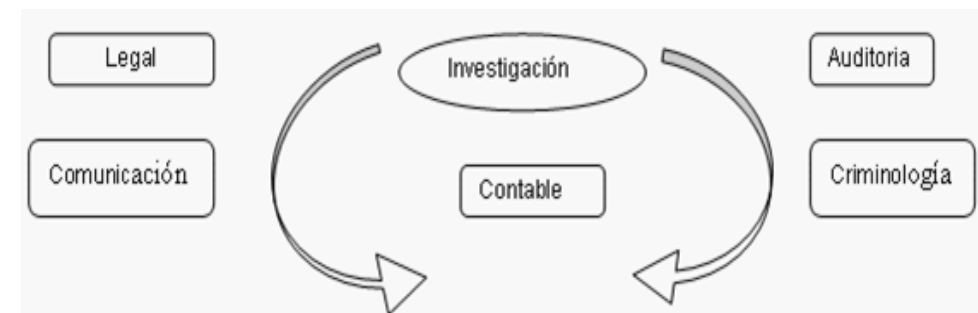 Legal
Investigación
Auditoria
Comunicación
Contable
Criminología